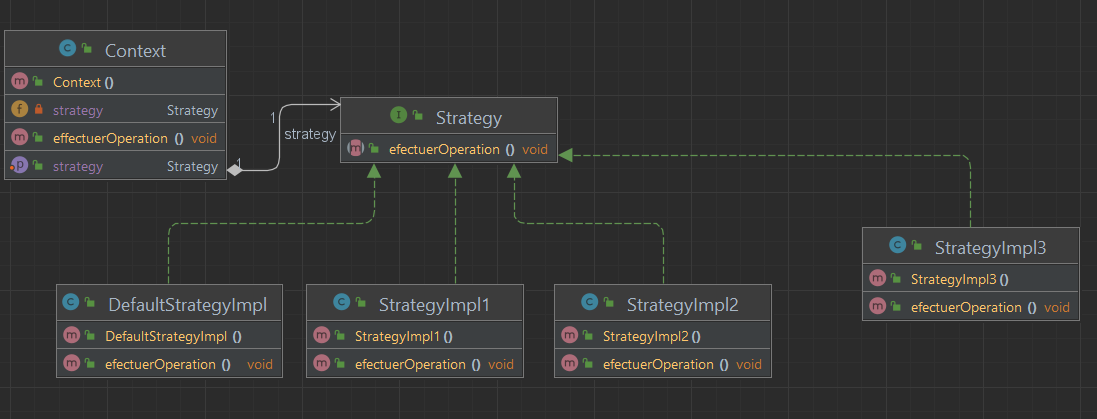 Context
Context ()
strategy Strategy
effectuerOperation () void
strategy Strategy
1
1
strategy
Strategy
efectuerOperation () void
DefaultStrategyImpl
DefaultStrategyImpl ()
efectuerOperation () void
StrategyImpl1
StrategyImpl1 ()
efectuerOperation () void
StrategyImpl2
StrategyImpl2 ()
efectuerOperation () void
StrategyImpl3
StrategyImpl3 ()
efectuerOperation () void